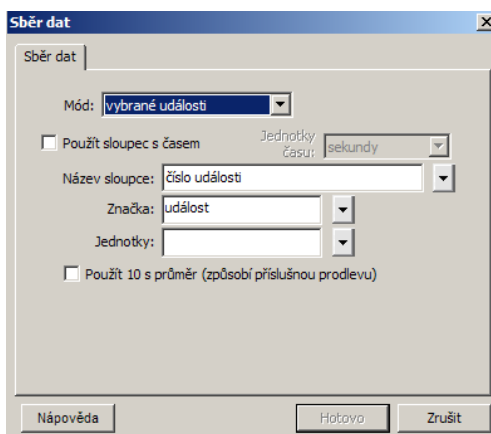 Sběr dat
Sběr dat
Mód: vybrané události
Použít sloupec s časem Jednotky času: sekundy
Název sloupce: číslo události
Značka: událost
Jednotky:
Použít 10 s průměr (způsobí příslušnou prodlevu)
Nápověda Hotovo Zrušit